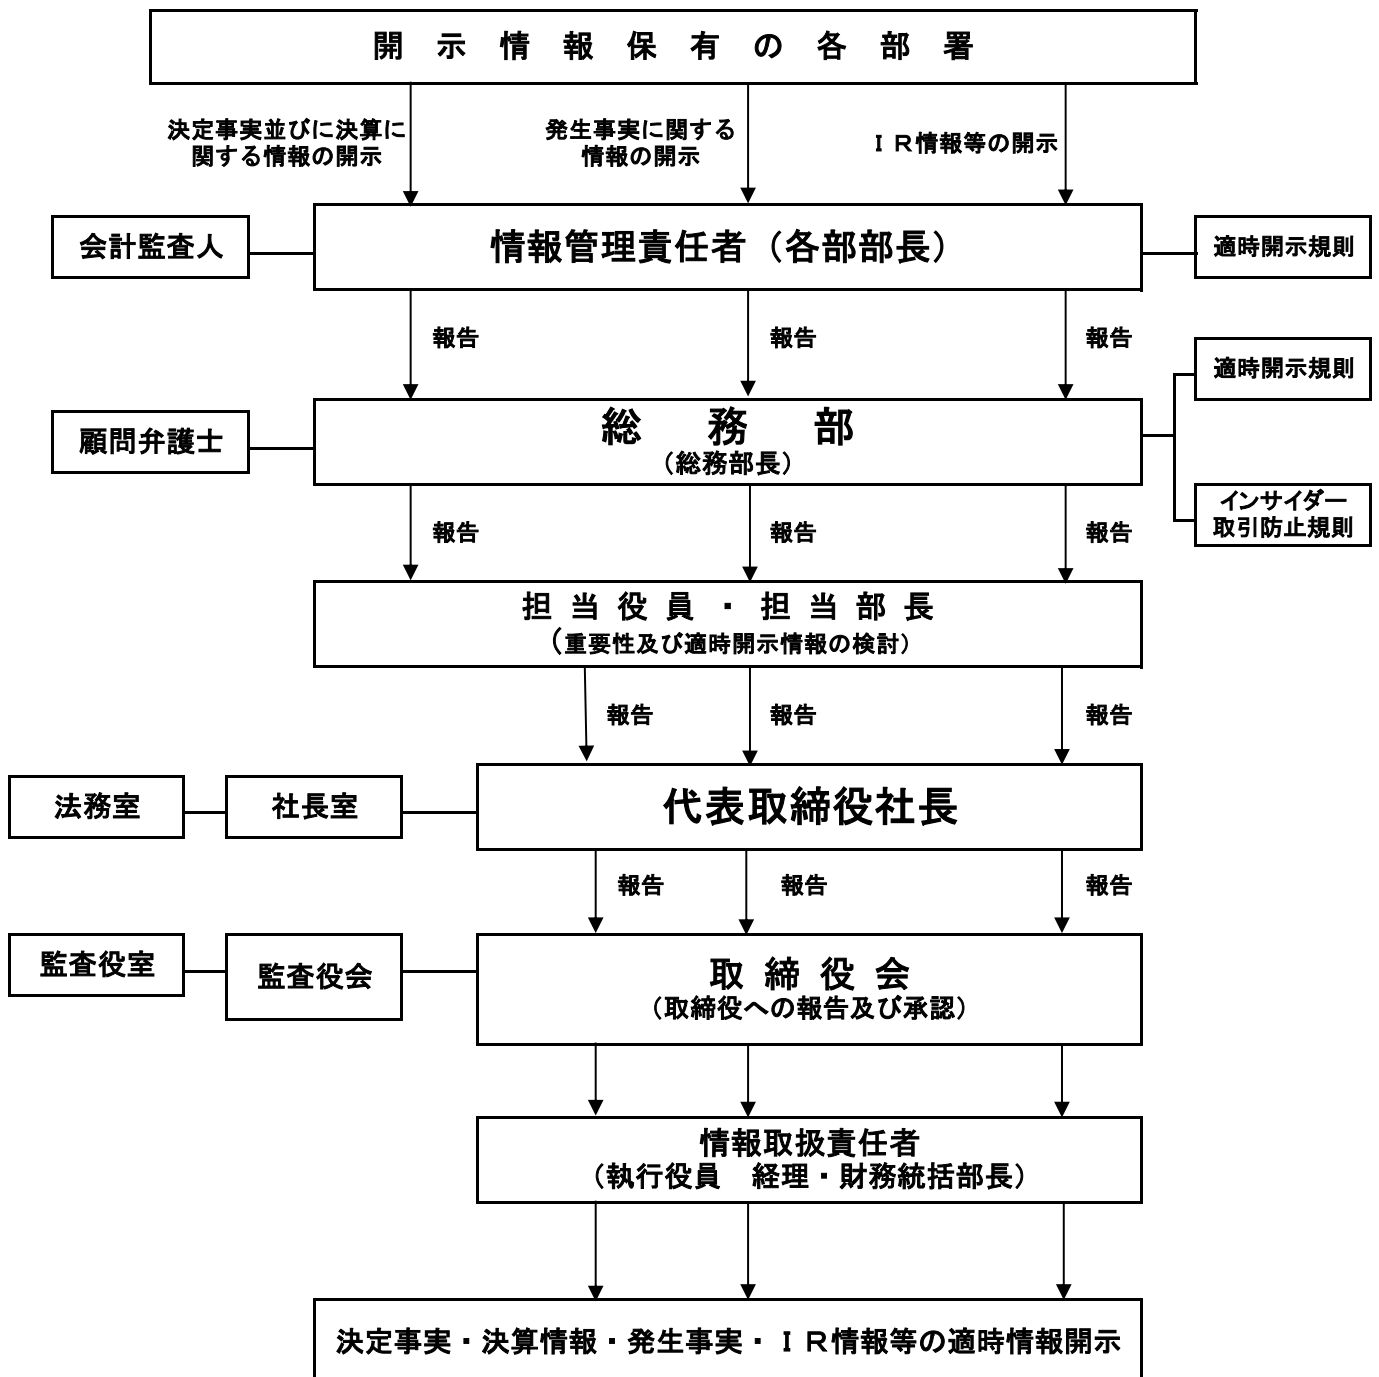 開示情報保有の各部署
決定事実並びに決算に
関する情報の開示
発生事実に関する
情報の開示
ＩＲ情報等の開示
会計監査人
情報管理責任者（各部部長）
適時開示規則
報告
報告
報告
適時開示規則
顧問弁護士
総務部
（総務部長）
インサイダー
取引防止規則
報告
報告
報告
担当役員・担当部長
（重要性及び適時開示情報の検討）
報告
報告
報告
法務室
社長室
代表取締役社長
報告
報告
報告
監査役室
監査役会
取締役会
（取締役への報告及び承認）
情報取扱責任者
（執行役員　経理・財務統括部長）
決定事実・決算情報・発生事実・ＩＲ情報等の適時情報開示